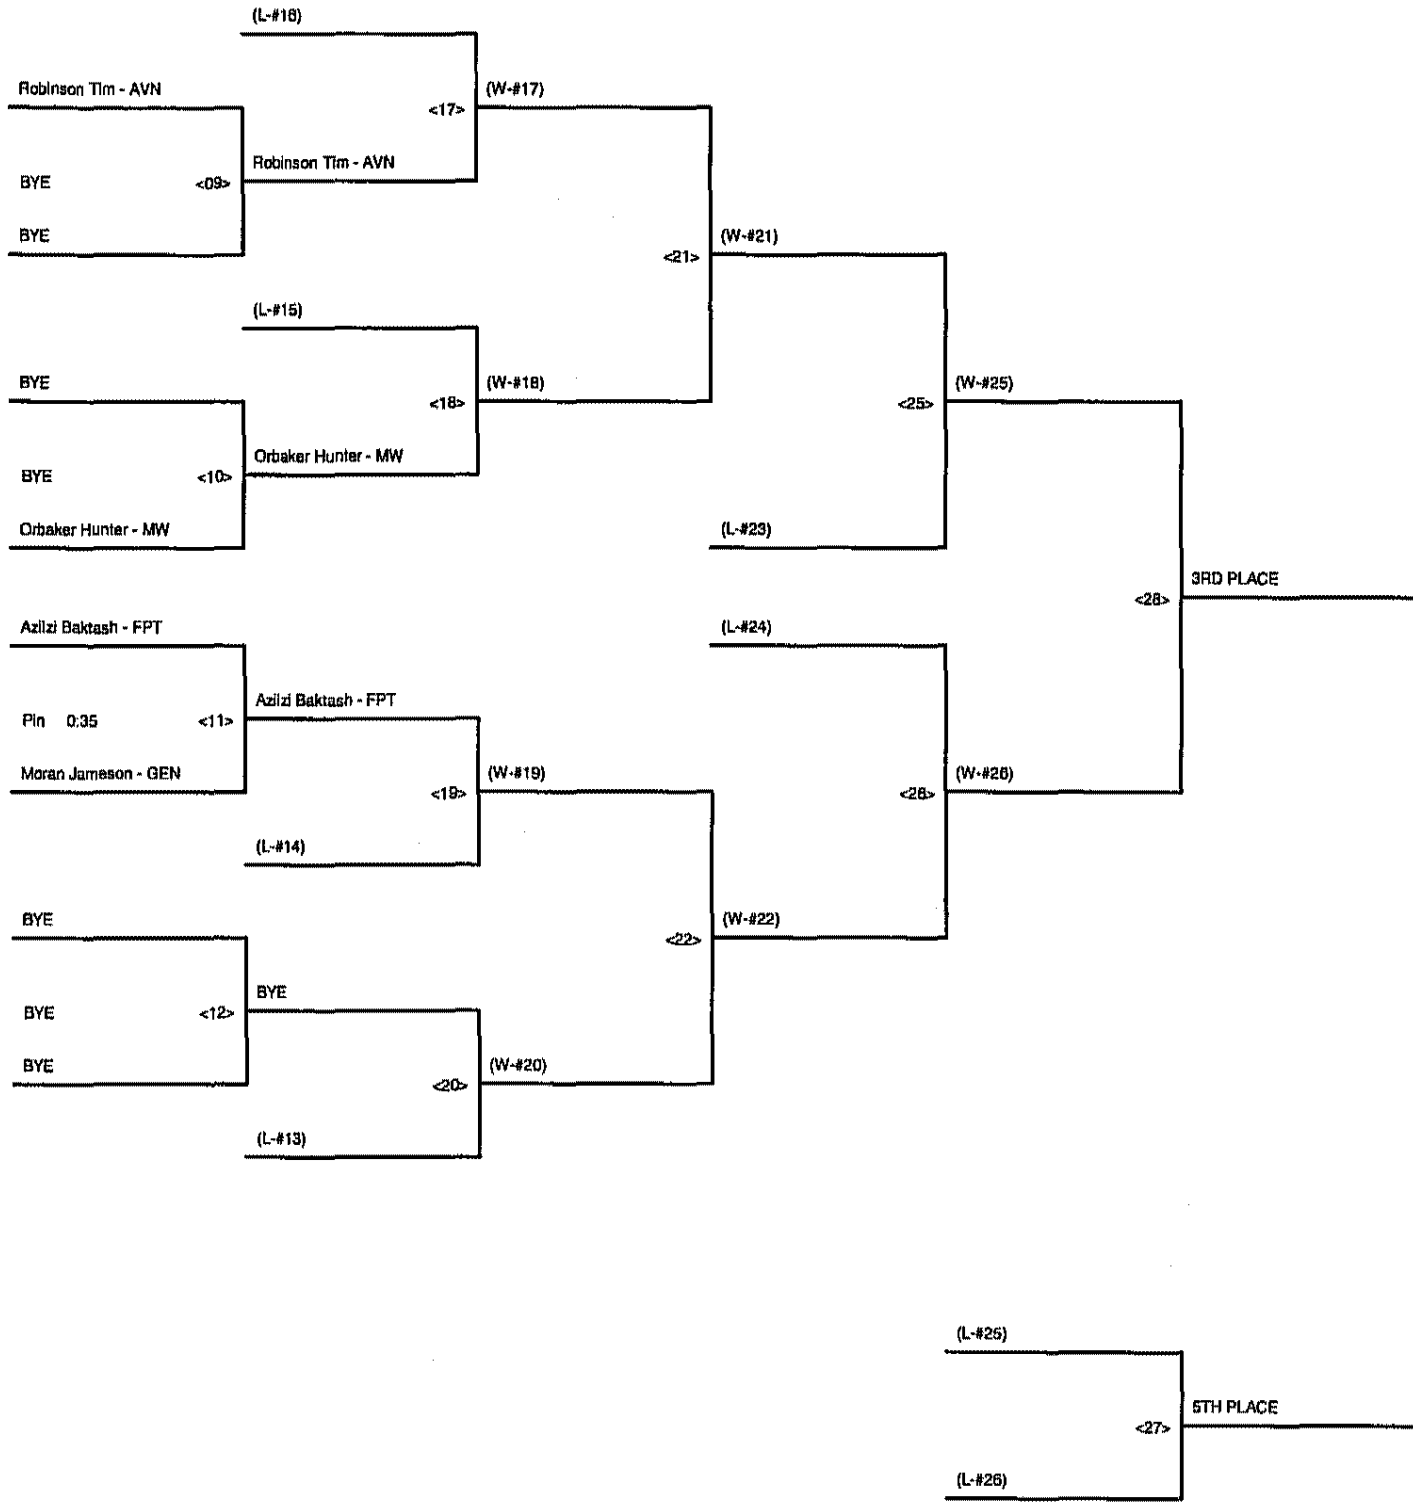 (L-#16)
Robinson Tim - AVN
(W-#17)
<17>
Robinson Tim - AVN
BYE <09>
BYE
(W-#21)
<21>
(L-#15)
BYE
(W-#18)
(W-#25)
<18>
<25>
Orbaker Hunter - MW
BYE <10>
Orbaker Hunter - MW
(L-#23)
3RD PLACE
<28>
Azilzi Baktash - FPT
(L-#24)
Azilzi Baktash - FPT
Pin 0:35 <11>
Moran Jameson - GEN
(W-#19)
(W-#26)
<19>
<26>
(L-#14)
BYE
(W-#22)
<22>
BYE
BYE <12>
BYE
(W-#20)
<20>
(L-#13)
(L-#25)
5TH PLACE
<27>
(L-#26)